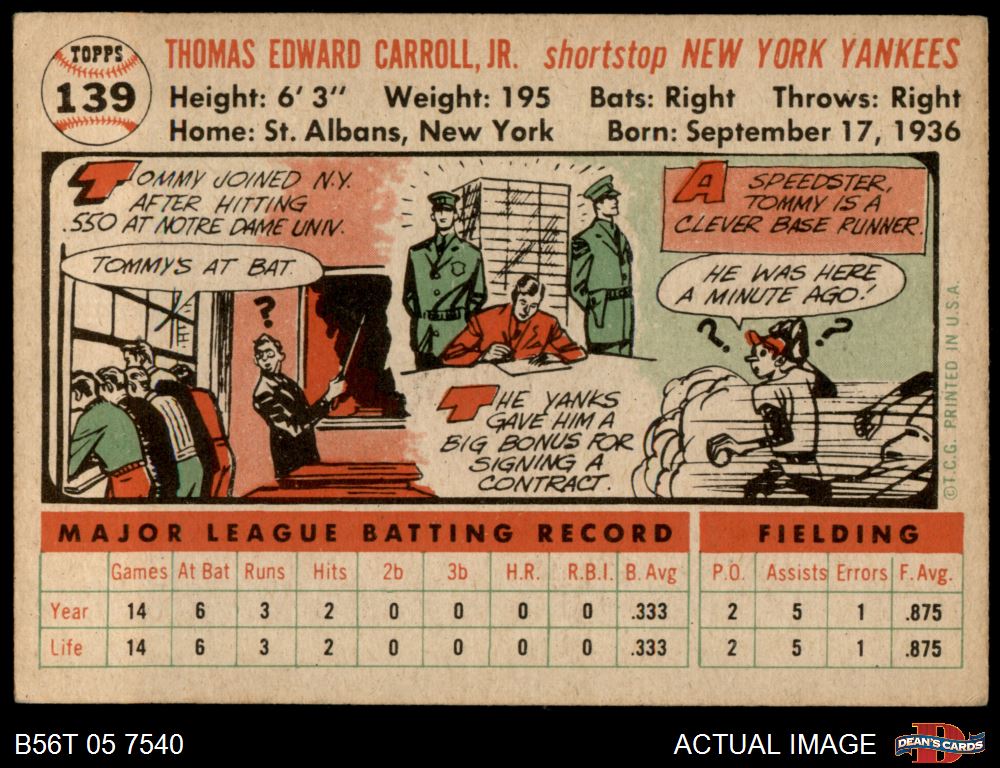 TOPPS
139
THOMAS EDWARD CARROLL, JR. shortstop NEW YORK YANKEES
Height: 6' 3" Weight: 195 Bats: Right Throws: Right
Home: St. Albans, New York Born: September 17, 1936
TOMMY JOINED N.Y.
AFTER HITTING
.550 AT NOTRE DAME UNIV.
TOMMY'S AT BAT.
?
THE YANKS
GAVE HIM A
BIG BONUS FOR
SIGNING A
CONTRACT.
A SPEEDSTER,
TOMMY IS A
CLEVER BASE RUNNER.
HE WAS HERE
A MINUTE AGO!
? ?
©T.C.G. PRINTED IN U.S.A.
MAJOR LEAGUE BATTING RECORD FIELDING
Games At Bat Runs Hits 2b 3b H.R. R.B.I. B. Avg P.O. Assists Errors F. Avg.
Year 14 6 3 2 0 0 0 0 .333 2 5 1 .875
Life 14 6 3 2 0 0 0 0 .333 2 5 1 .875
B56T 05 7540 ACTUAL IMAGE
DEAN'S CARDS